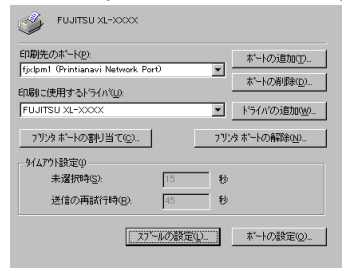 FUJITSU XL-XXXX
印刷先のポート(P):
ポートの追加(T)...
fjxlpm1 (Printianavi Network Port)
ポートの削除(D)...
印刷に使用するドライバ(U):
FUJITSU XL-XXXX
ドライバの追加(W)...
プリンタ ポートの割り当て(C)...
プリンタ ポートの解除(N)...
タイムアウト設定(I)
未選択時(S): 15 秒
送信の再試行時(R): 45 秒
スプールの設定(L)...
ポートの設定(O)...